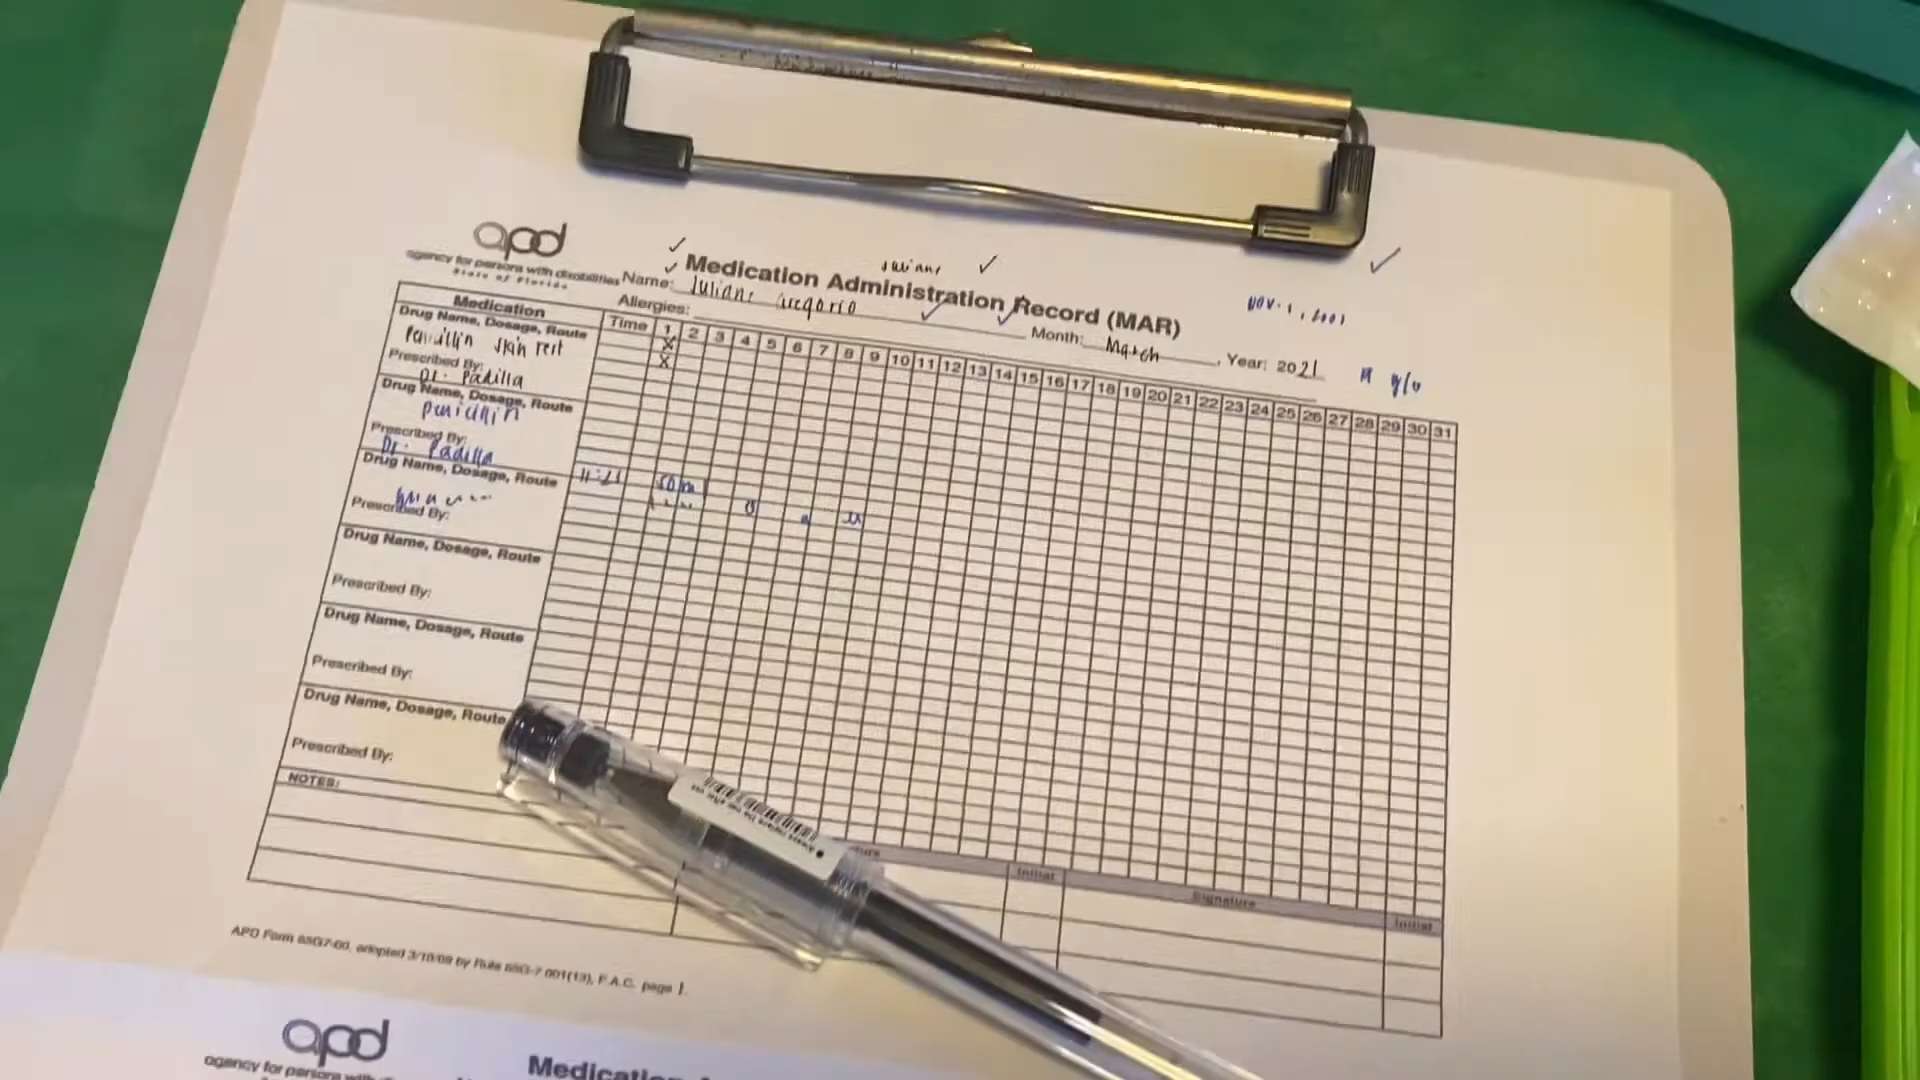 apd
agency for persons with disabilities
State of Florida
Medication Administration Record (MAR)
Name: Juliane Gregorio
Juliane
Allergies:
Month: March, Year: 2021
Nov. 1, 2001
Medication
Time 1 2 3 4 5 6 7 8 9 10 11 12 13 14 15 16 17 18 19 20 21 22 23 24 25 26 27 28 29 30 31
Drug Name, Dosage, Route
Penicillin skin test
X
X
Prescribed By:
Dr. Padilla
Drug Name, Dosage, Route
penicillin
Prescribed By:
Dr. Padilla
Drug Name, Dosage, Route
Prescribed By:
Drug Name, Dosage, Route
Prescribed By:
Drug Name, Dosage, Route
Prescribed By:
Drug Name, Dosage, Route
Prescribed By:
NOTES:
Initial Signature Initial
APD Form 65G7-00, adopted 3/10/08 by Rule 65G-7.001(13), F.A.C. page 1.
apd
agency for persons with